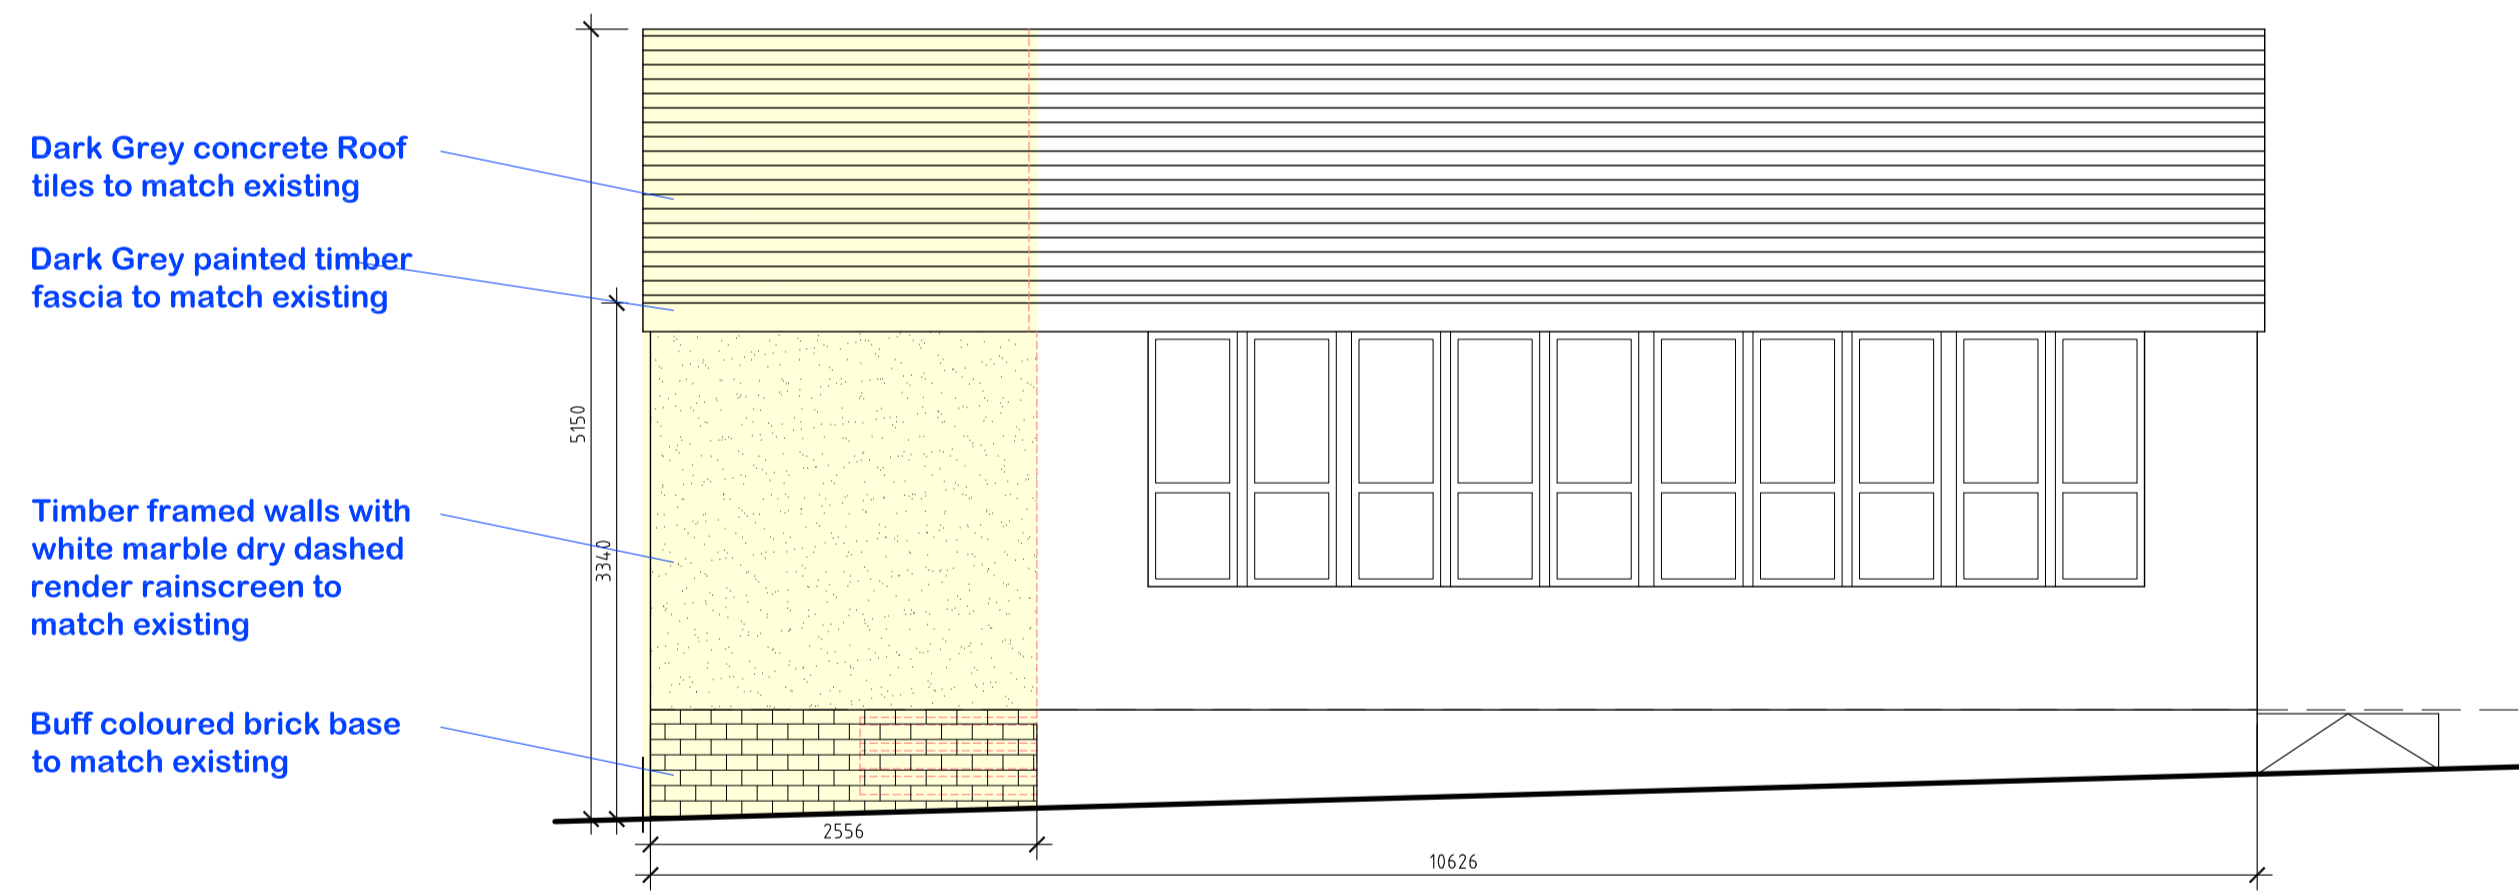 Dark Grey concrete Roof
tiles to match existing
Dark Grey painted timber
fascia to match existing
5150
Timber framed walls with
white marble dry dashed
render rainscreen to
match existing
3340
Buff coloured brick base
to match existing
2556
10626